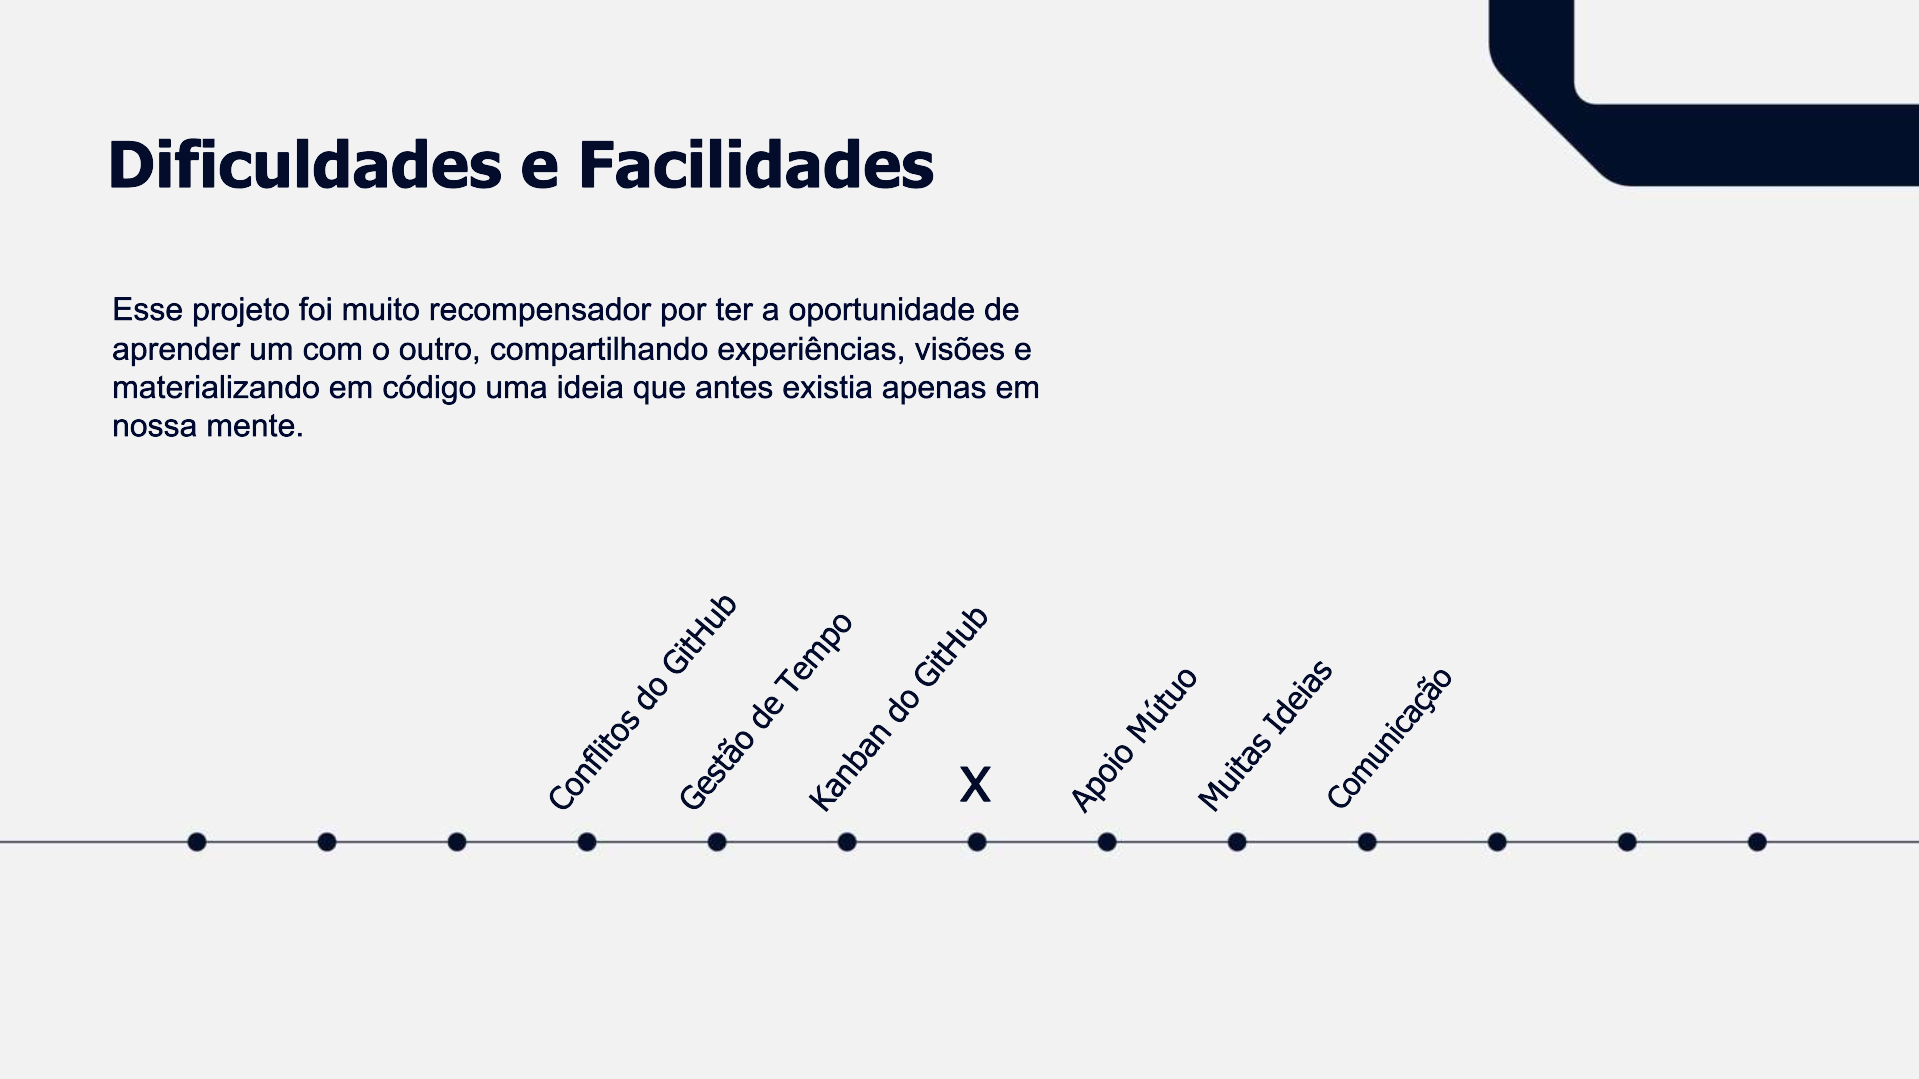 Dificuldades e Facilidades
Esse projeto foi muito recompensador por ter a oportunidade de
aprender um com o outro, compartilhando experiências, visões e
materializando em código uma ideia que antes existia apenas em
nossa mente.
Conflitos do GitHub
Gestão de Tempo
Kanban do GitHub
X
Apoio Mútuo
Muitas Ideias
Comunicação